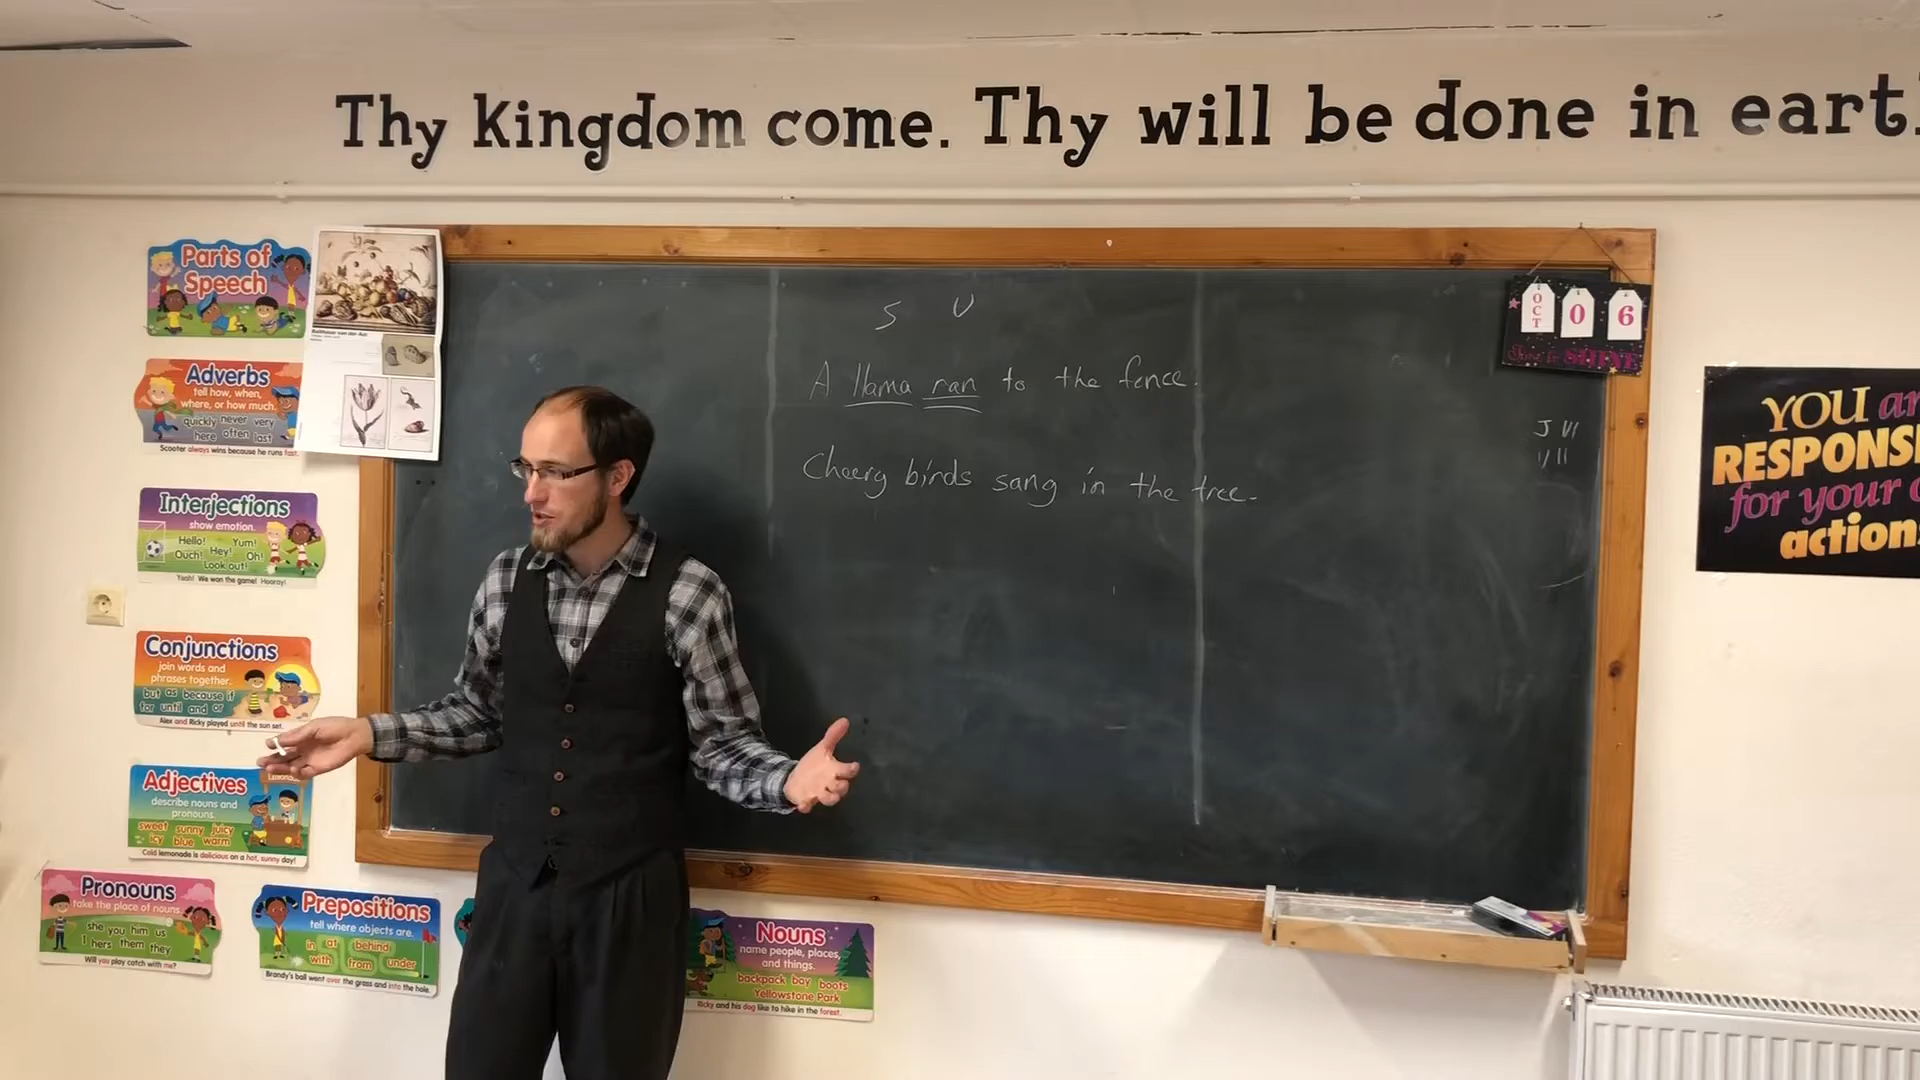 Thy kingdom come. Thy will be done in eart
Parts of
Speech
Adverbs
tell how, when,
where, or how much.
quickly never very
here often last
Scooter always wins because he runs fast.
Interjections
show emotion.
Hello! Yum!
Ouch! Hey! Oh!
Look out!
Yeah! We won the game! Hooray!
Conjunctions
join words and
phrases together.
but as because if
for until and or
Alex and Ricky played until the sun set.
Adjectives
describe nouns and
pronouns.
sweet sunny juicy
icy blue warm
Cold lemonade is delicious on a hot, sunny day!
Pronouns
take the place of nouns.
she you him us
I hers them they
Will you play catch with me?
Prepositions
tell where objects are.
in at behind
with from under
Brandy's ball went over the grass and into the hole.
Nouns
name people, places,
and things.
backpack boy boots
Yellowstone Park
Ricky and his dog like to hike in the forest.
S V
A llama ran to the fence.
Cheery birds sang in the tree.
OCT 0 6
SHINE
YOU ar
RESPONSI
for your
action